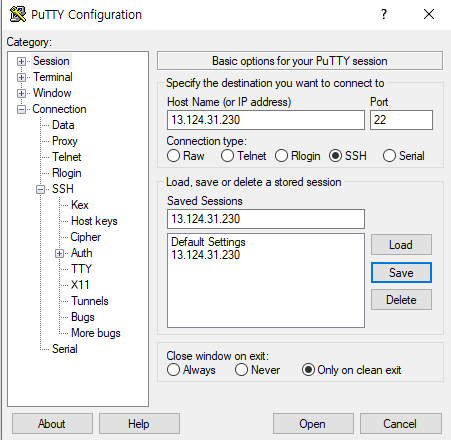 PuTTY Configuration
Category:
Session
Terminal
Window
Connection
Data
Proxy
Telnet
Rlogin
SSH
Kex
Host keys
Cipher
Auth
TTY
X11
Tunnels
Bugs
More bugs
Serial
Basic options for your PuTTY session
Specify the destination you want to connect to
Host Name (or IP address) Port
13.124.31.230 22
Connection type:
Raw Telnet Rlogin SSH Serial
Load, save or delete a stored session
Saved Sessions
13.124.31.230
Default Settings
13.124.31.230
Load
Save
Delete
Close window on exit:
Always Never Only on clean exit
About Help Open Cancel